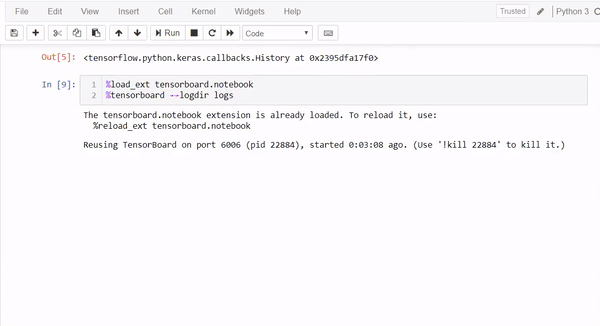 File Edit View Insert Cell Kernel Widgets Help Trusted Python 3
Run Code
Out[5]: <tensorflow.python.keras.callbacks.History at 0x2395dfa17f0>
In [9]: 1 %load_ext tensorboard.notebook
2 %tensorboard --logdir logs
The tensorboard.notebook extension is already loaded. To reload it, use:
%reload_ext tensorboard.notebook
Reusing TensorBoard on port 6006 (pid 22884), started 0:03:08 ago. (Use '!kill 22884' to kill it.)